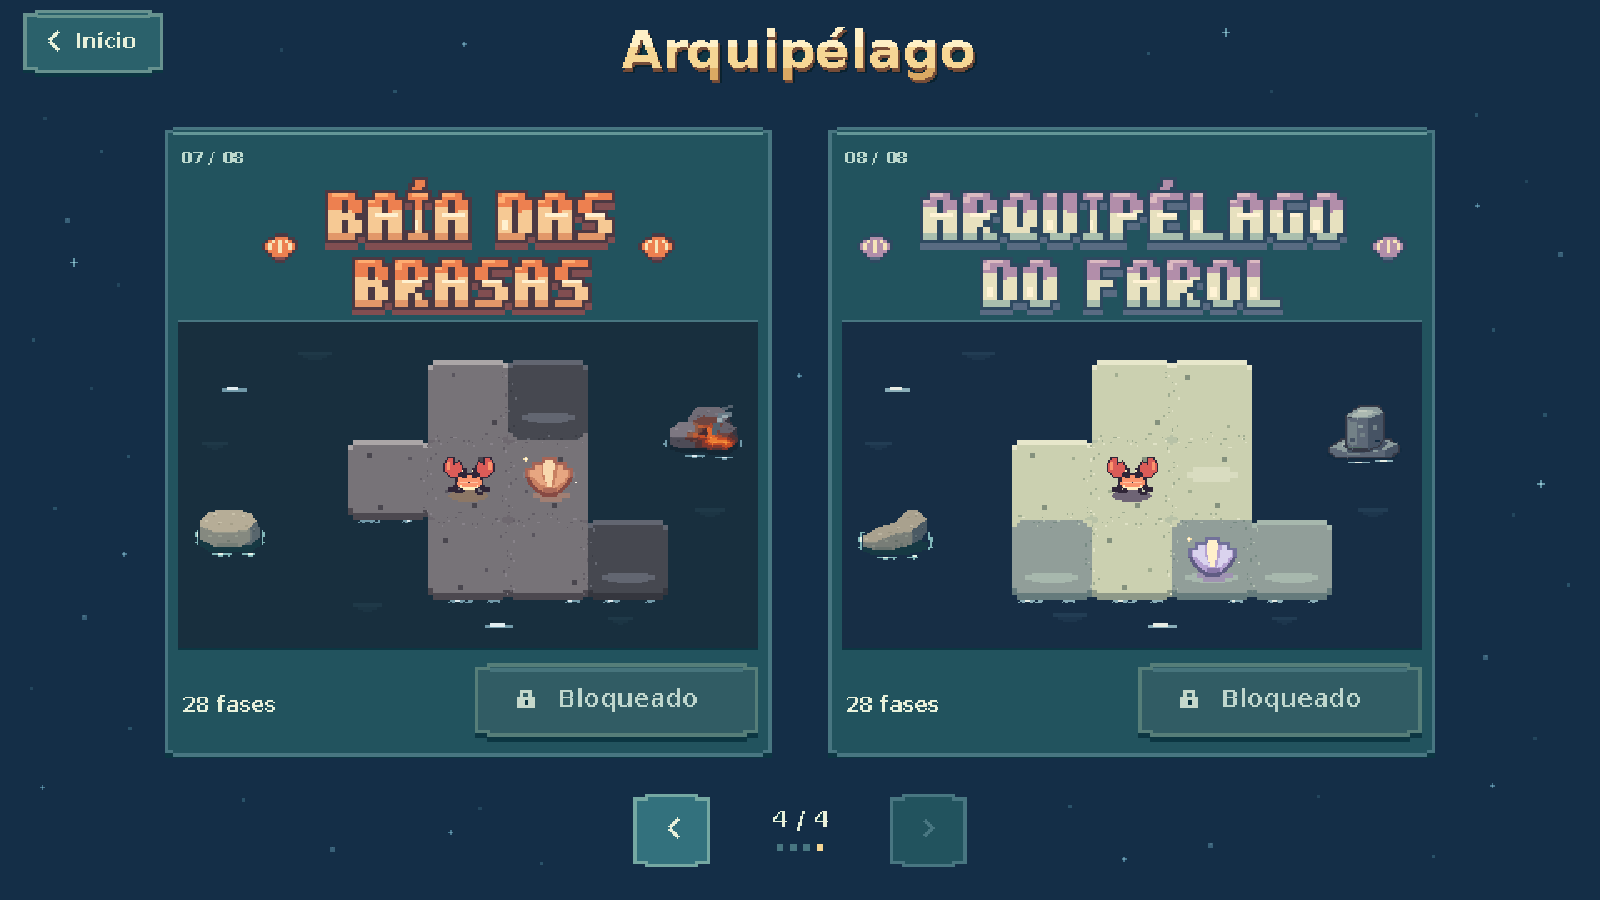 Início
Arquipélago
07 / 08
BAÍA DAS
BRASAS
28 fases
Bloqueado
08 / 08
ARQUIPÉLAGO
DO FAROL
28 fases
Bloqueado
4 / 4